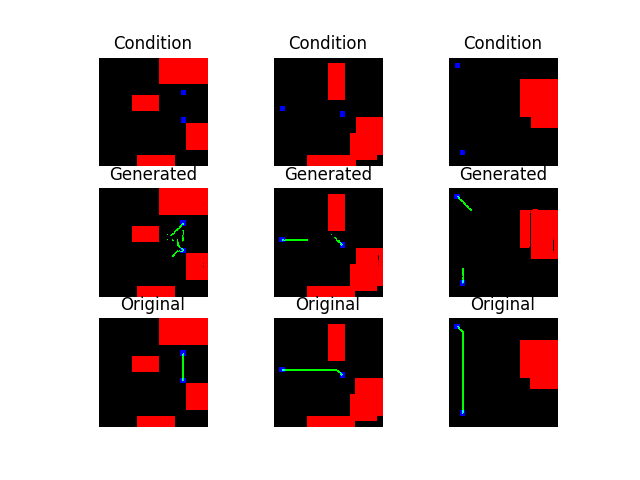 Condition Condition Condition
Generated Generated Generated
Original Original Original